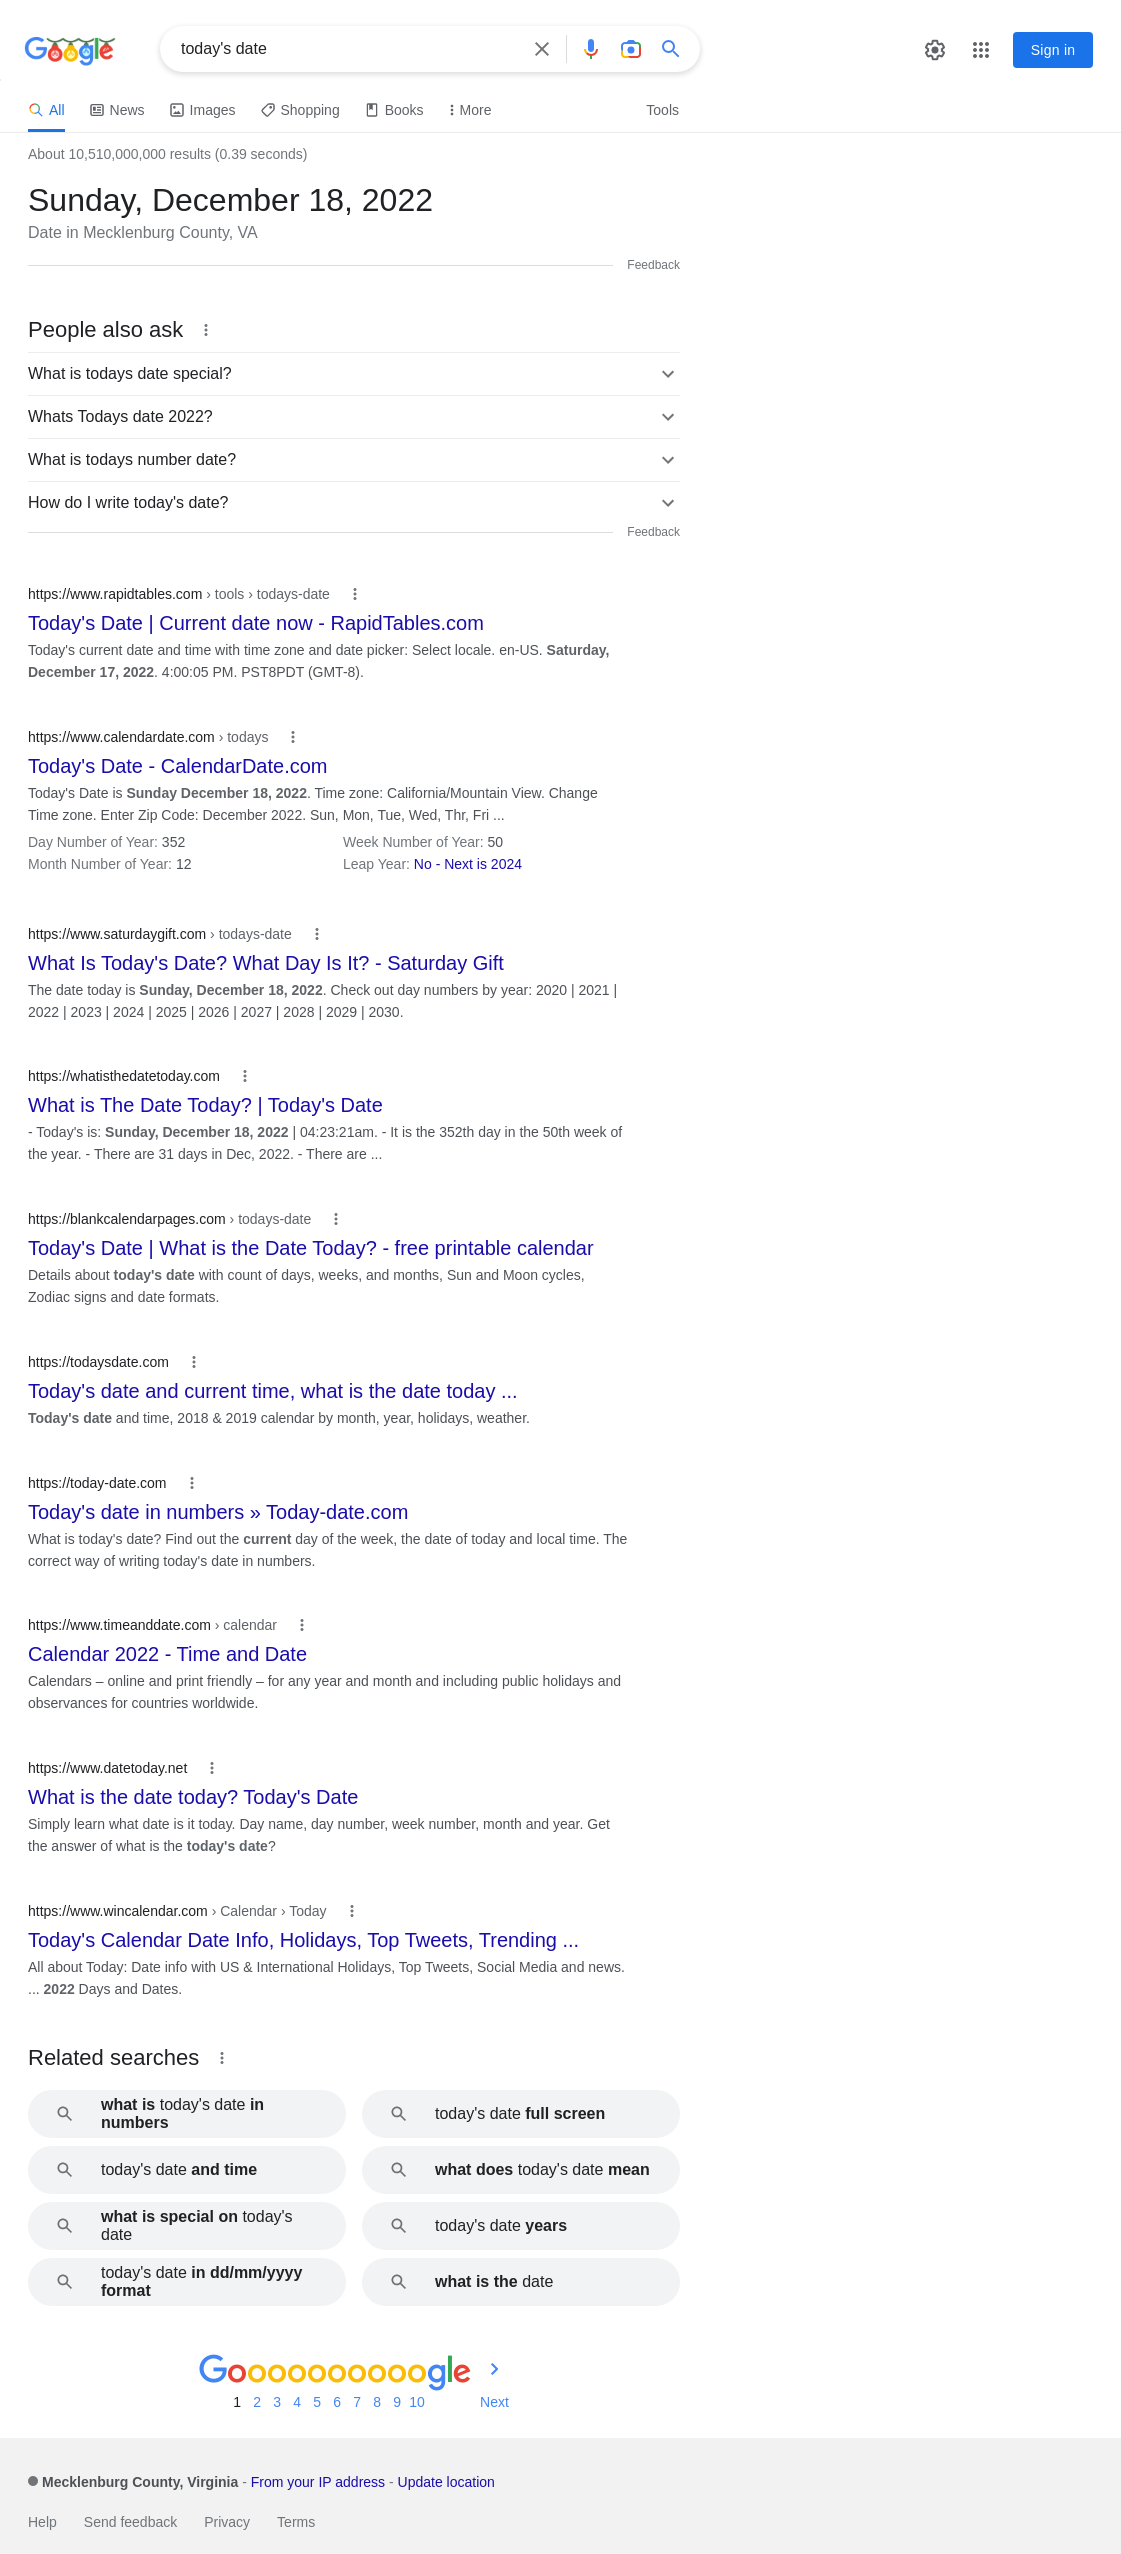 Google
today's date
Sign in
All
News
Images
Shopping
Books
More
Tools
About 10,510,000,000 results (0.39 seconds)
Sunday, December 18, 2022
Date in Mecklenburg County, VA
Feedback
People also ask
What is todays date special?
Whats Todays date 2022?
What is todays number date?
How do I write today's date?
Feedback
https://www.rapidtables.com › tools › todays-date
Today's Date | Current date now - RapidTables.com
Today's current date and time with time zone and date picker: Select locale. en-US. Saturday,
December 17, 2022. 4:00:05 PM. PST8PDT (GMT-8).
https://www.calendardate.com › todays
Today's Date - CalendarDate.com
Today's Date is Sunday December 18, 2022. Time zone: California/Mountain View. Change
Time zone. Enter Zip Code: December 2022. Sun, Mon, Tue, Wed, Thr, Fri ...
Day Number of Year: 352
Week Number of Year: 50
Month Number of Year: 12
Leap Year: No - Next is 2024
https://www.saturdaygift.com › todays-date
What Is Today's Date? What Day Is It? - Saturday Gift
The date today is Sunday, December 18, 2022. Check out day numbers by year: 2020 | 2021 |
2022 | 2023 | 2024 | 2025 | 2026 | 2027 | 2028 | 2029 | 2030.
https://whatisthedatetoday.com
What is The Date Today? | Today's Date
- Today's is: Sunday, December 18, 2022 | 04:23:21am. - It is the 352th day in the 50th week of
the year. - There are 31 days in Dec, 2022. - There are ...
https://blankcalendarpages.com › todays-date
Today's Date | What is the Date Today? - free printable calendar
Details about today's date with count of days, weeks, and months, Sun and Moon cycles,
Zodiac signs and date formats.
https://todaysdate.com
Today's date and current time, what is the date today ...
Today's date and time, 2018 & 2019 calendar by month, year, holidays, weather.
https://today-date.com
Today's date in numbers » Today-date.com
What is today's date? Find out the current day of the week, the date of today and local time. The
correct way of writing today's date in numbers.
https://www.timeanddate.com › calendar
Calendar 2022 - Time and Date
Calendars – online and print friendly – for any year and month and including public holidays and
observances for countries worldwide.
https://www.datetoday.net
What is the date today? Today's Date
Simply learn what date is it today. Day name, day number, week number, month and year. Get
the answer of what is the today's date?
https://www.wincalendar.com › Calendar › Today
Today's Calendar Date Info, Holidays, Top Tweets, Trending ...
All about Today: Date info with US & International Holidays, Top Tweets, Social Media and news.
... 2022 Days and Dates.
Related searches
what is today's date in
numbers
today's date full screen
today's date and time
what does today's date mean
what is special on today's
date
today's date years
today's date in dd/mm/yyyy
format
what is the date
Goooooooooogle
1 2 3 4 5 6 7 8 9 10 Next
Mecklenburg County, Virginia - From your IP address - Update location
Help
Send feedback
Privacy
Terms